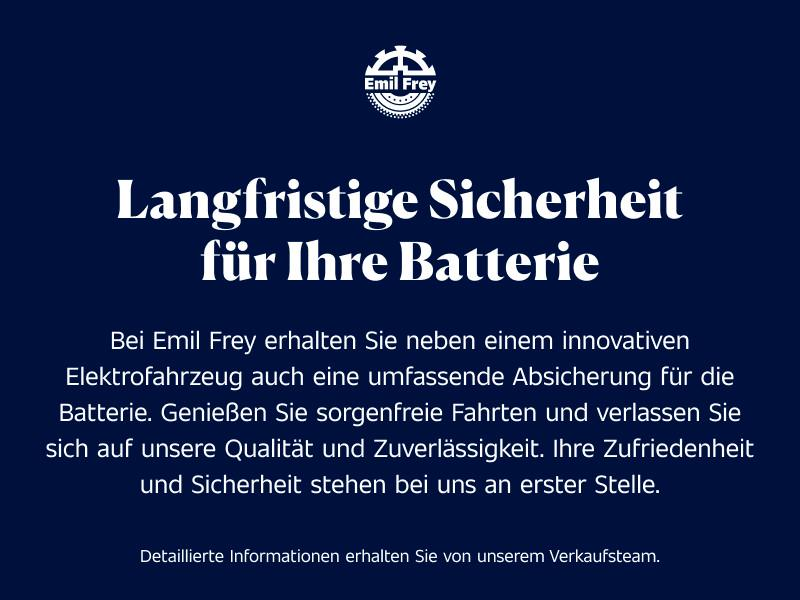 Emil Frey
Langfristige Sicherheit
für Ihre Batterie
Bei Emil Frey erhalten Sie neben einem innovativen
Elektrofahrzeug auch eine umfassende Absicherung für die
Batterie. Genießen Sie sorgenfreie Fahrten und verlassen Sie
sich auf unsere Qualität und Zuverlässigkeit. Ihre Zufriedenheit
und Sicherheit stehen bei uns an erster Stelle.
Detaillierte Informationen erhalten Sie von unserem Verkaufsteam.